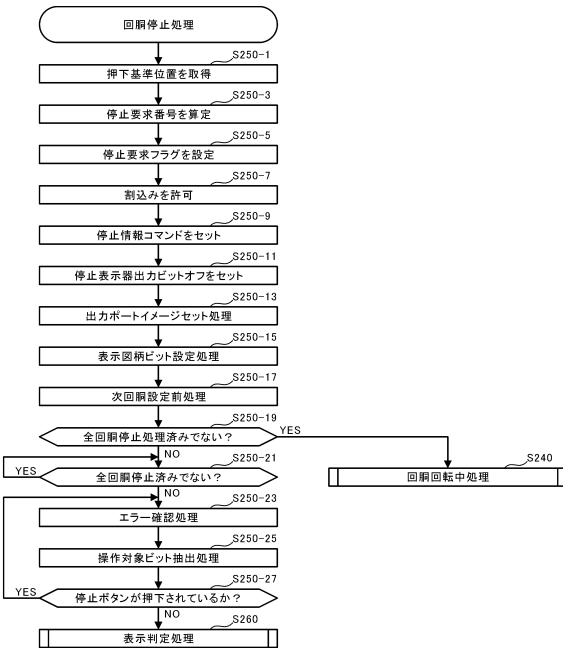 回胴停止処理
S250-1
押下基準位置を取得
S250-3
停止要求番号を算定
S250-5
停止要求フラグを設定
S250-7
割込みを許可
S250-9
停止情報コマンドをセット
S250-11
停止表示器出力ビットオフをセット
S250-13
出力ポートイメージセット処理
S250-15
表示図柄ビット設定処理
S250-17
次回胴設定前処理
S250-19
全回胴停止処理済みでない?
YES
NO
S240
回胴回転中処理
S250-21
全回胴停止済みでない?
YES
NO
S250-23
エラー確認処理
S250-25
操作対象ビット抽出処理
S250-27
停止ボタンが押下されているか?
YES
NO
S260
表示判定処理